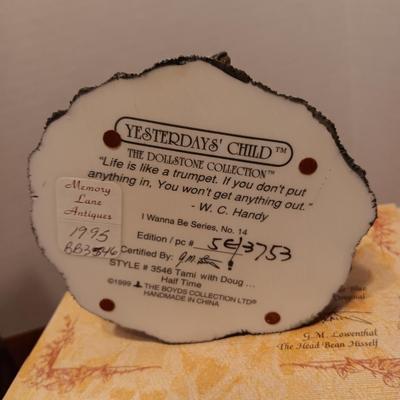 YESTERDAYS' CHILD™
THE DOLLSTONE COLLECTION™
"Life is like a trumpet. If you don't put
anything in, You won't get anything out."
- W. C. Handy
I Wanna Be Series, No. 14
Edition / pc # 5E/3753
Certified By:
STYLE # 3546 Tami with Doug ...
Half Time
©1999 THE BOYDS COLLECTION LTD®
HANDMADE IN CHINA
Memory
Lane
Antiques
1995
G.M. Lowenthal
The Head Bean Hisself